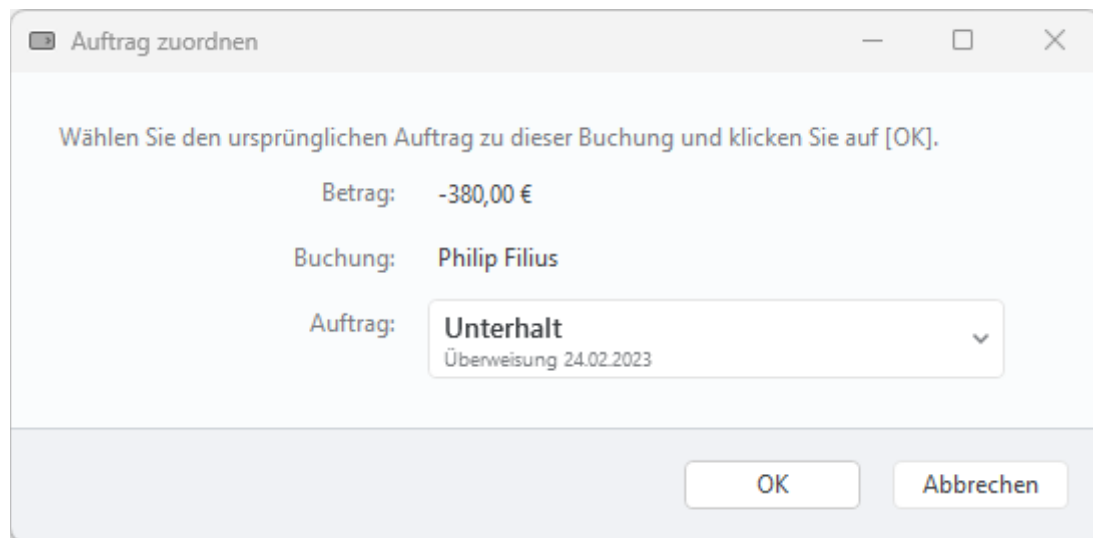 Auftrag zuordnen
Wählen Sie den ursprünglichen Auftrag zu dieser Buchung und klicken Sie auf [OK].
Betrag: -380,00 €
Buchung: Philip Filius
Auftrag: Unterhalt
Überweisung 24.02.2023
OK Abbrechen